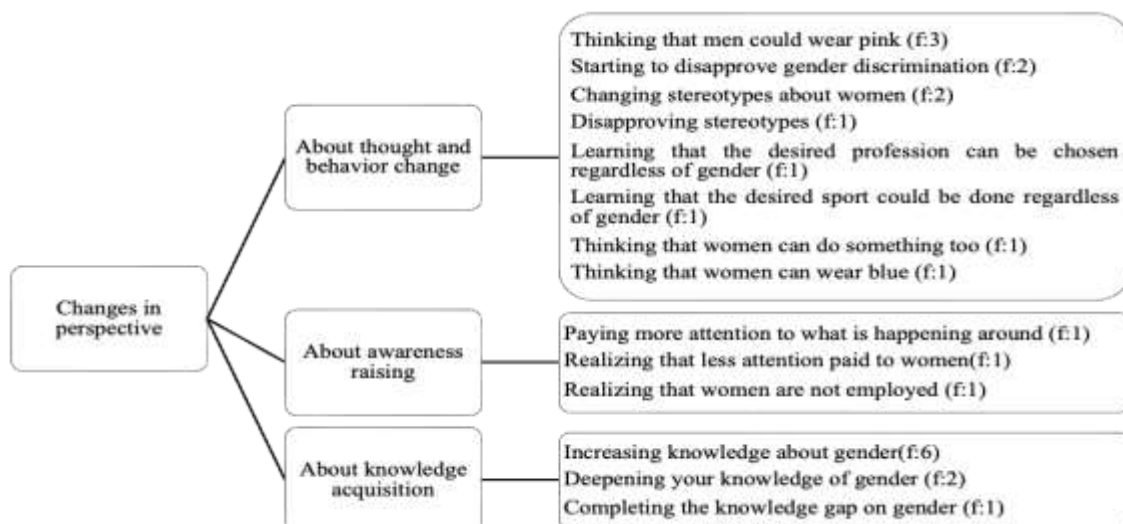 Changes in
perspective
About thought and
behavior change
Thinking that men could wear pink (f:3)
Starting to disapprove gender discrimination (f:2)
Changing stereotypes about women (f:2)
Disapproving stereotypes (f:1)
Learning that the desired profession can be chosen
regardless of gender (f:1)
Learning that the desired sport could be done regardless
of gender (f:1)
Thinking that women can do something too (f:1)
Thinking that women can wear blue (f:1)
About awareness
raising
Paying more attention to what is happening around (f:1)
Realizing that less attention paid to women(f:1)
Realizing that women are not employed (f:1)
About knowledge
acquisition
Increasing knowledge about gender(f:6)
Deepening your knowledge of gender (f:2)
Completing the knowledge gap on gender (f:1)